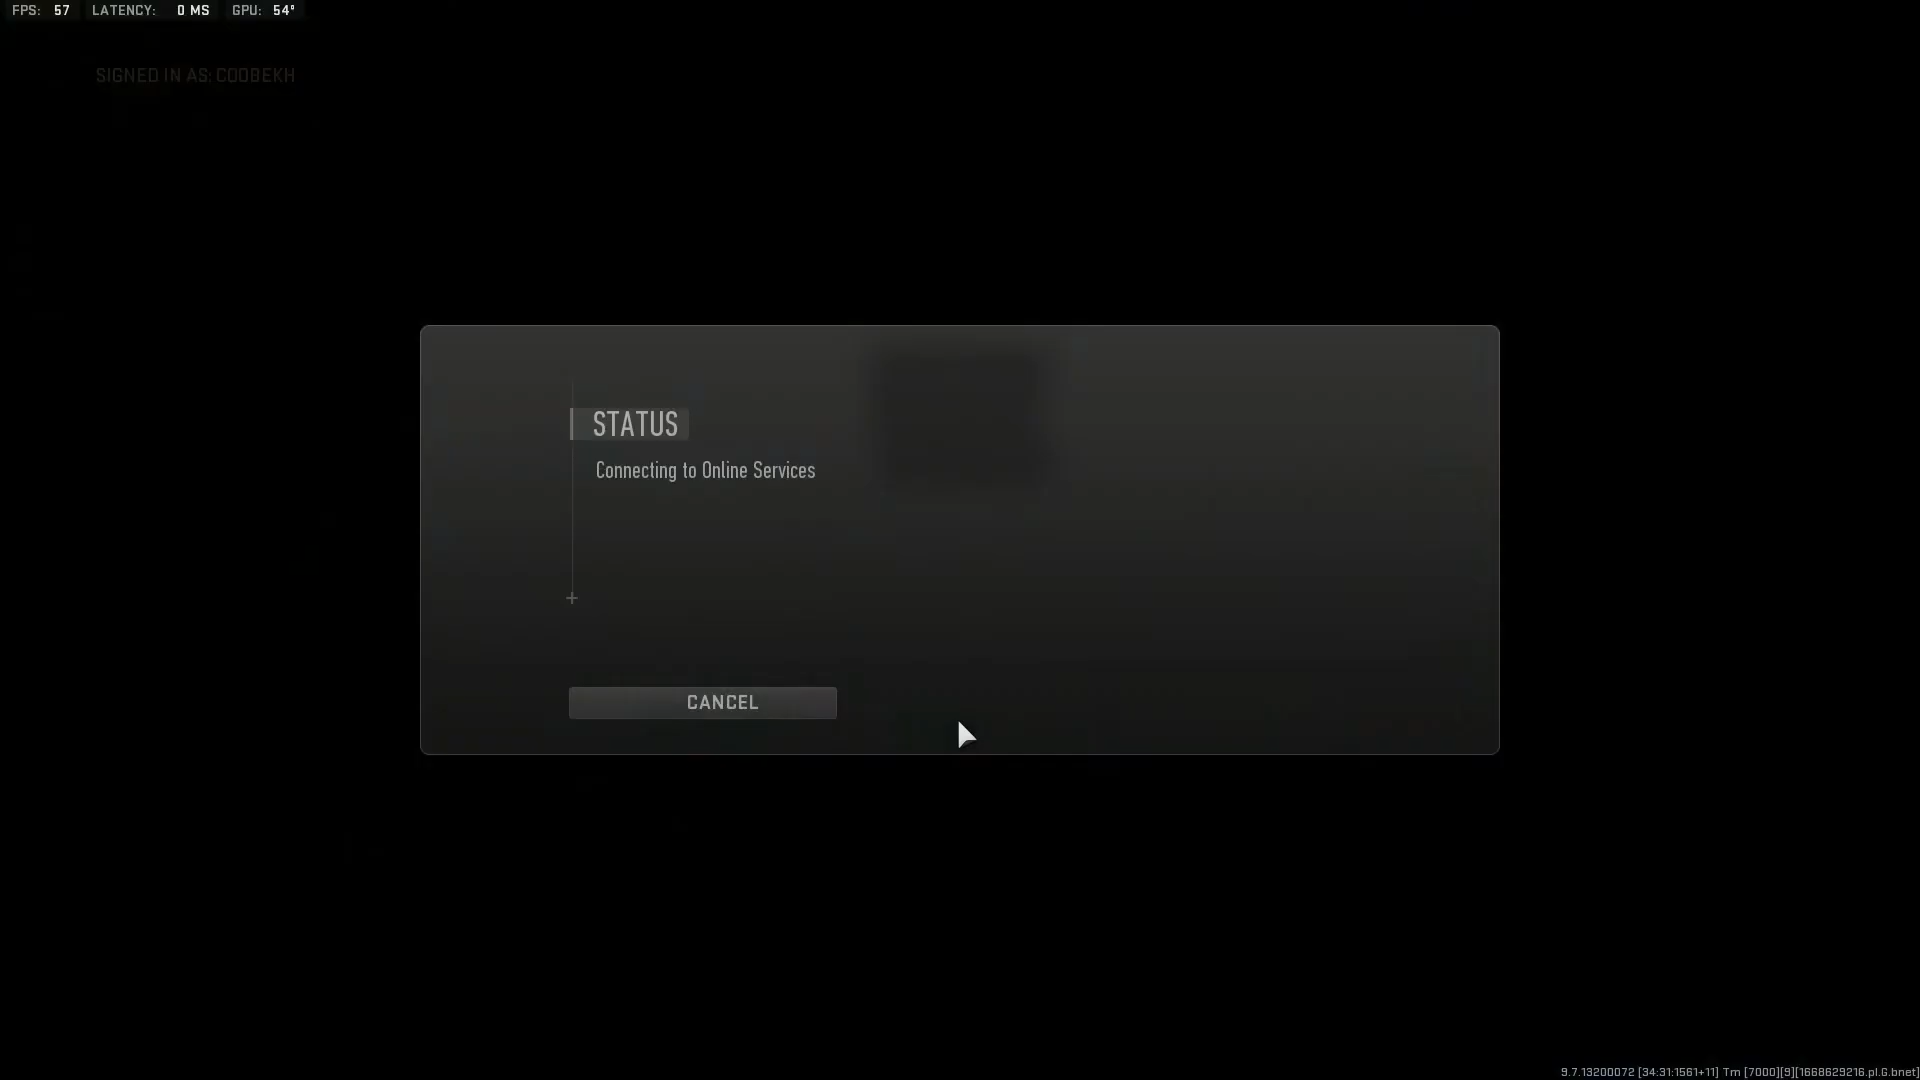 FPS: 57 LATENCY: 0 MS GPU: 54°
SIGNED IN AS: CODBEKH
STATUS
Connecting to Online Services
CANCEL
9.7.13200072 [34:31:1561+11] Tm [7000][9][1668629216.pl.G.bnet]